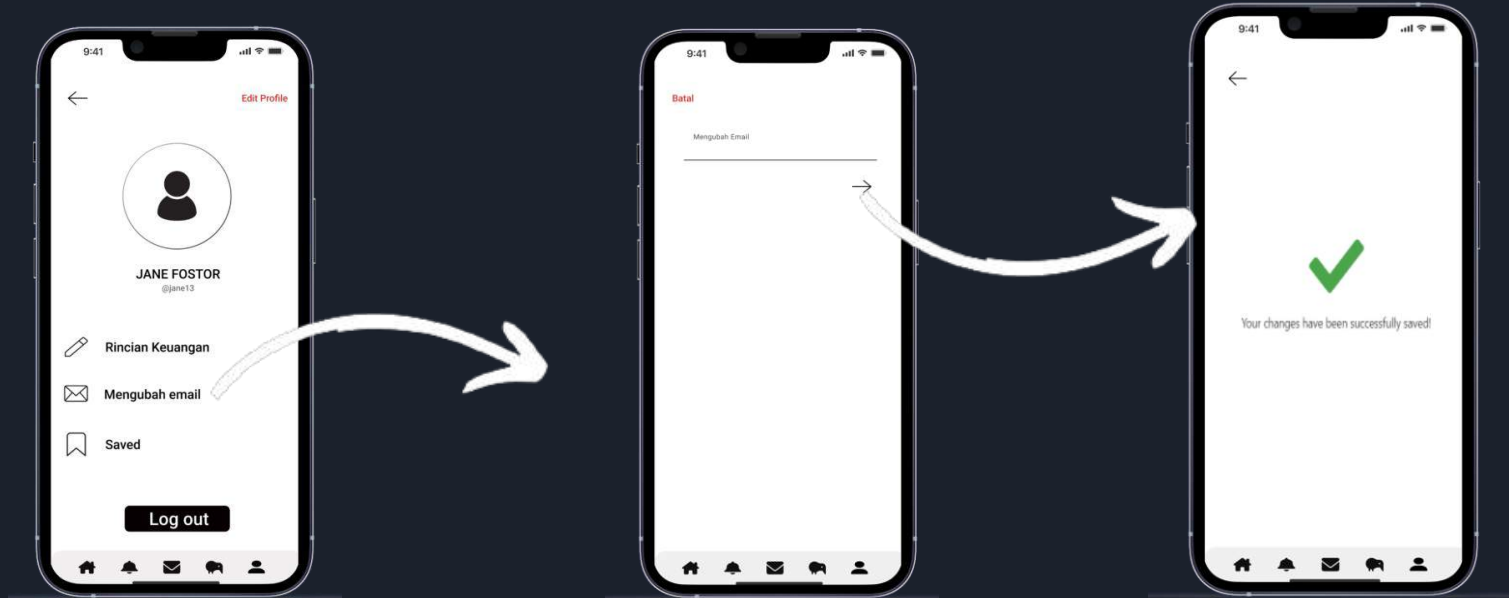 9:41
Edit Profile
JANE FOSTOR
@jane13
Rincian Keuangan
Mengubah email
Saved
Log out
9:41
Batal
Mengubah Email
9:41
Your changes have been successfully saved!